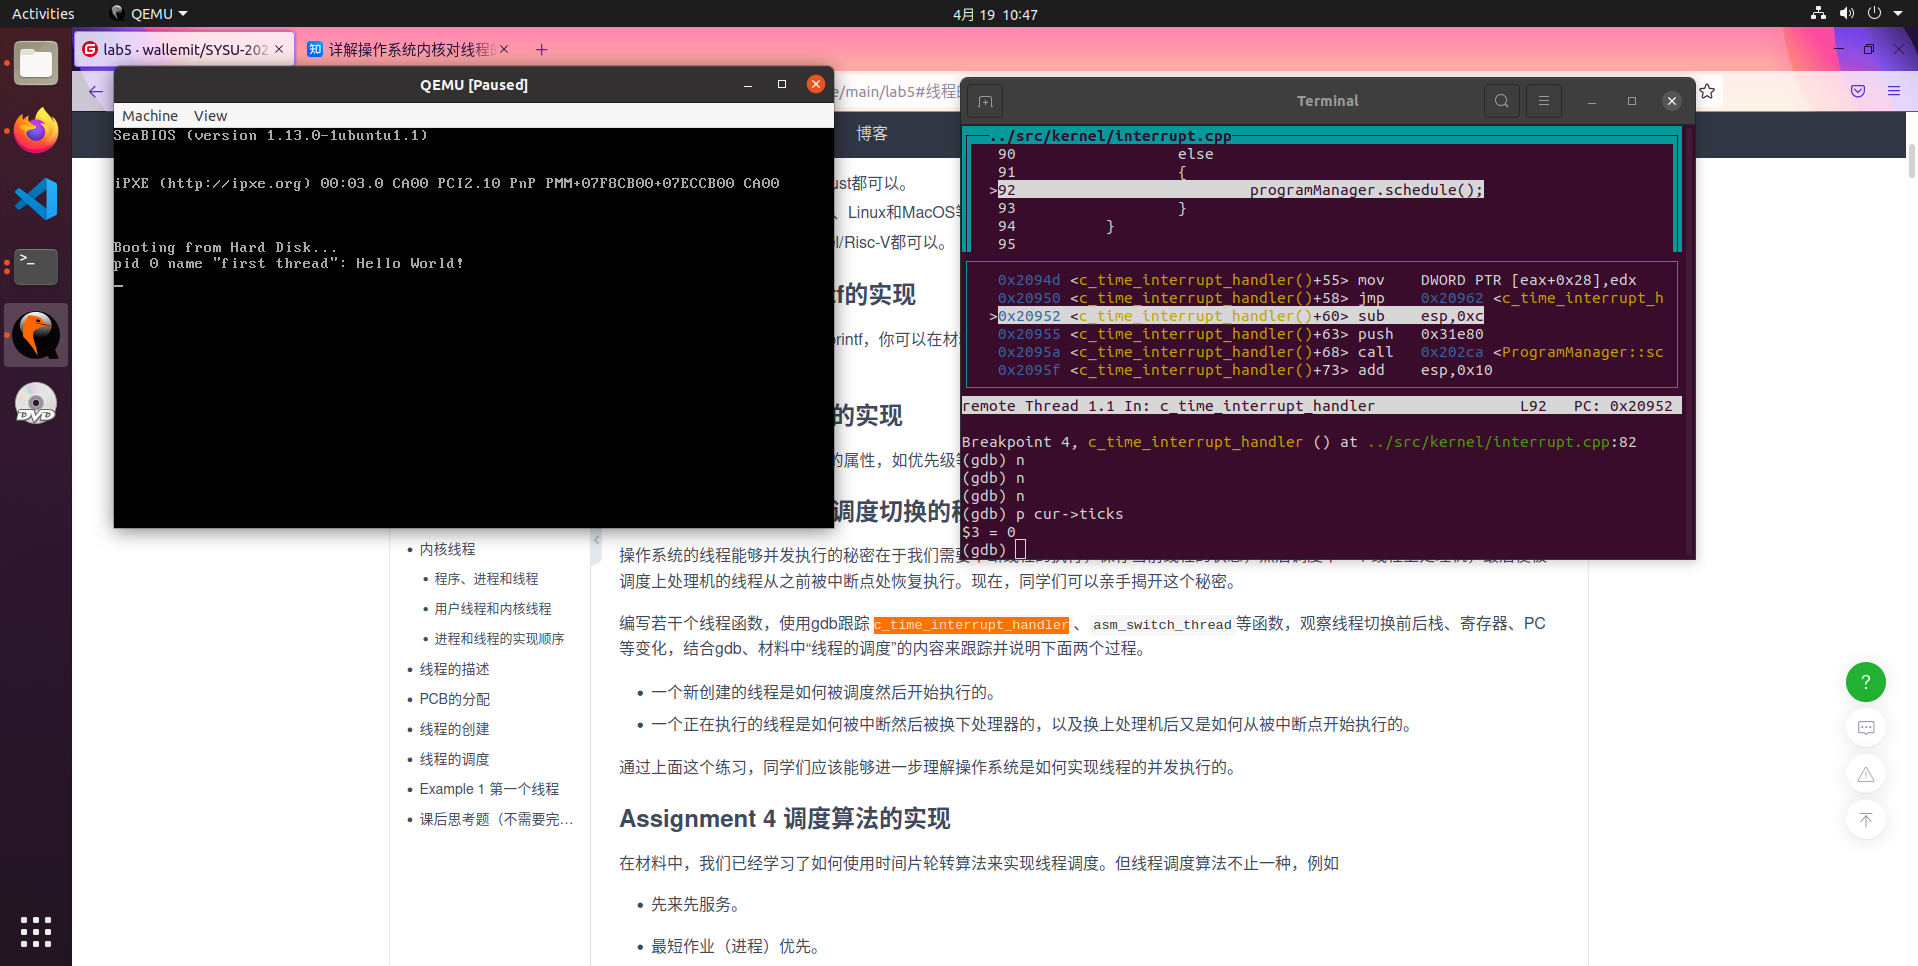 Activities
QEMU
4月 19 10:47
lab5 · wallemit/SYSU-202
详解操作系统内核对线程的
QEMU [Paused]
Machine View
SeaBIOS (version 1.13.0-1ubuntu1.1)
iPXE (http://ipxe.org) 00:03.0 CA00 PCI2.10 PnP PMM+07F8CB00+07ECCB00 CA00
Booting from Hard Disk...
pid 0 name "first thread": Hello World!
e/main/lab5#线程的
博客
ust都可以。
、Linux和MacOS等
el/Risc-V都可以。
tf的实现
printf，你可以在材
的实现
的属性，如优先级等
调度切换的
Terminal
../src/kernel/interrupt.cpp
90 else
91 {
>92 programManager.schedule();
93 }
94 }
95
0x2094d <c_time_interrupt_handler()+55> mov DWORD PTR [eax+0x28],edx
0x20950 <c_time_interrupt_handler()+58> jmp 0x20962 <c_time_interrupt_h
>0x20952 <c_time_interrupt_handler()+60> sub esp,0xc
0x20955 <c_time_interrupt_handler()+63> push 0x31e80
0x2095a <c_time_interrupt_handler()+68> call 0x202ca <ProgramManager::sc
0x2095f <c_time_interrupt_handler()+73> add esp,0x10
remote Thread 1.1 In: c_time_interrupt_handler L92 PC: 0x20952
Breakpoint 4, c_time_interrupt_handler () at ../src/kernel/interrupt.cpp:82
(gdb) n
(gdb) n
(gdb) n
(gdb) p cur->ticks
$3 = 0
(gdb)
内核线程
程序、进程和线程
用户线程和内核线程
进程和线程的实现顺序
线程的描述
PCB的分配
线程的创建
线程的调度
Example 1 第一个线程
课后思考题（不需要完…
操作系统的线程能够并发执行的秘密在于我们需要
调度上处理机的线程从之前被中断点处恢复执行。现在，同学们可以亲手揭开这个秘密。
编写若干个线程函数，使用gdb跟踪 c_time_interrupt_handler 、 asm_switch_thread 等函数，观察线程切换前后栈、寄存器、PC
等变化，结合gdb、材料中“线程的调度”的内容来跟踪并说明下面两个过程。
一个新创建的线程是如何被调度然后开始执行的。
一个正在执行的线程是如何被中断然后被换下处理器的，以及换上处理机后又是如何从被中断点开始执行的。
通过上面这个练习，同学们应该能够进一步理解操作系统是如何实现线程的并发执行的。
Assignment 4 调度算法的实现
在材料中，我们已经学习了如何使用时间片轮转算法来实现线程调度。但线程调度算法不止一种，例如
先来先服务。
最短作业（进程）优先。